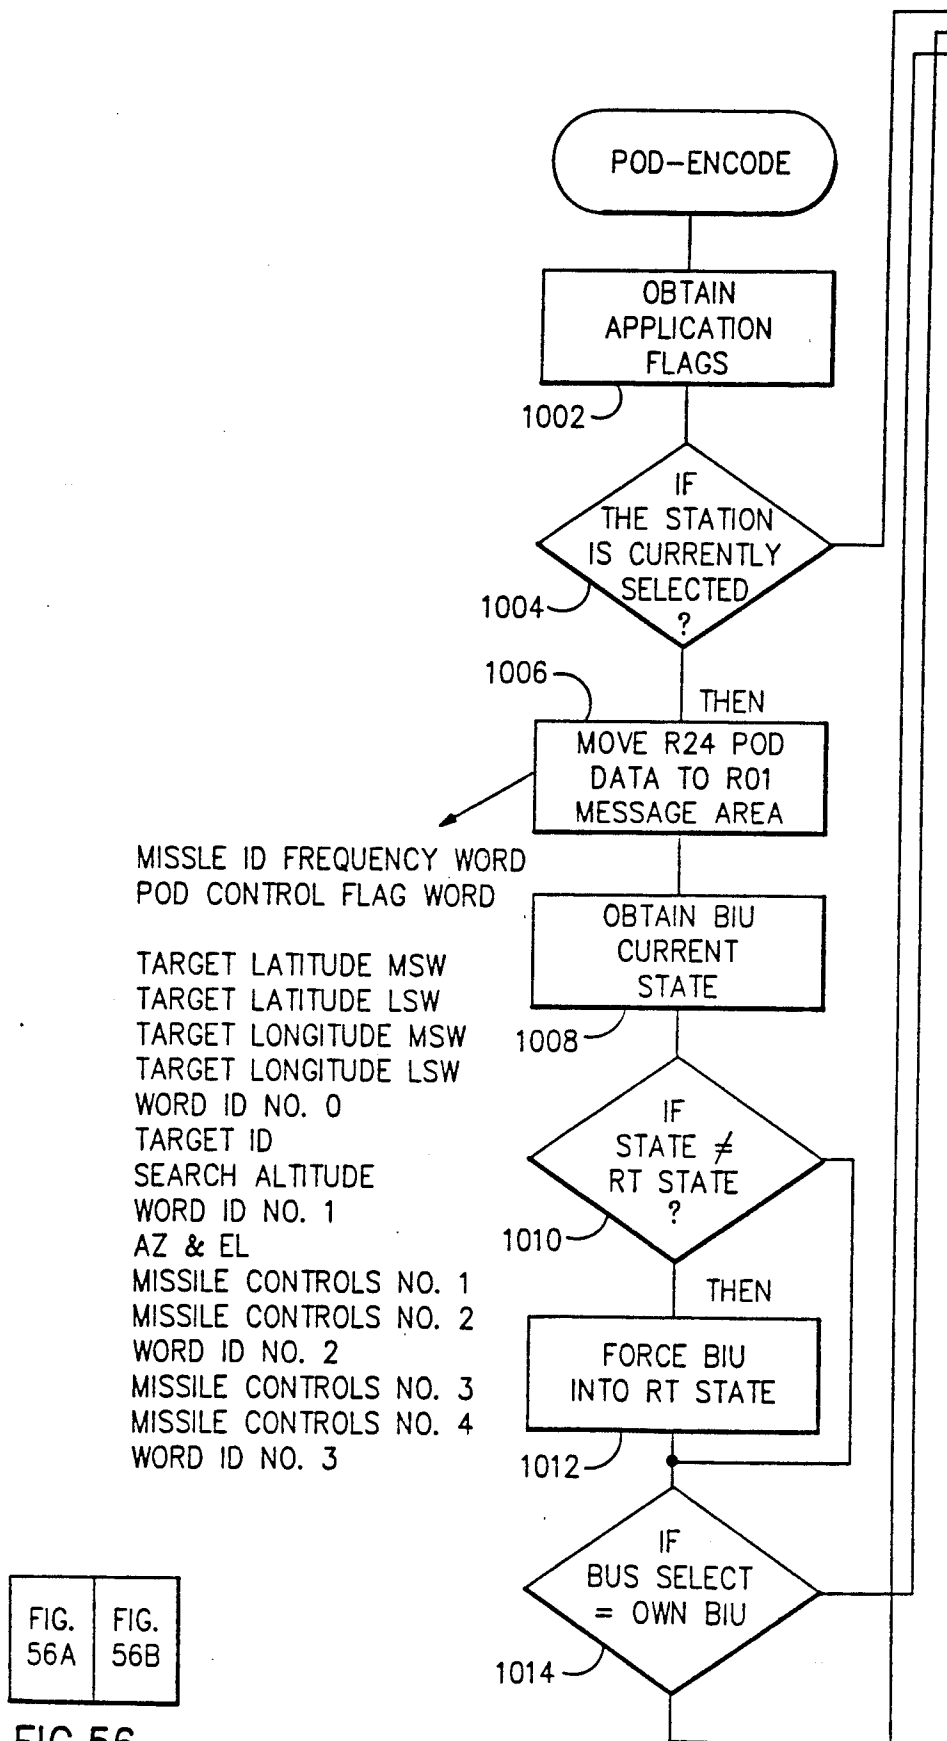 POD-ENCODE
OBTAIN
APPLICATION
FLAGS
1002
IF
THE STATION
IS CURRENTLY
SELECTED
?
1004
1006
THEN
MOVE R24 POD
DATA TO R01
MESSAGE AREA
MISSLE ID FREQUENCY WORD
POD CONTROL FLAG WORD
TARGET LATITUDE MSW
TARGET LATITUDE LSW
TARGET LONGITUDE MSW
TARGET LONGITUDE LSW
WORD ID NO. 0
TARGET ID
SEARCH ALTITUDE
WORD ID NO. 1
AZ & EL
MISSILE CONTROLS NO. 1
MISSILE CONTROLS NO. 2
WORD ID NO. 2
MISSILE CONTROLS NO. 3
MISSILE CONTROLS NO. 4
WORD ID NO. 3
OBTAIN BIU
CURRENT
STATE
1008
IF
STATE ≠
RT STATE
?
1010
THEN
FORCE BIU
INTO RT STATE
1012
IF
BUS SELECT
= OWN BIU
1014
FIG.
56A
FIG.
56B
FIG.56